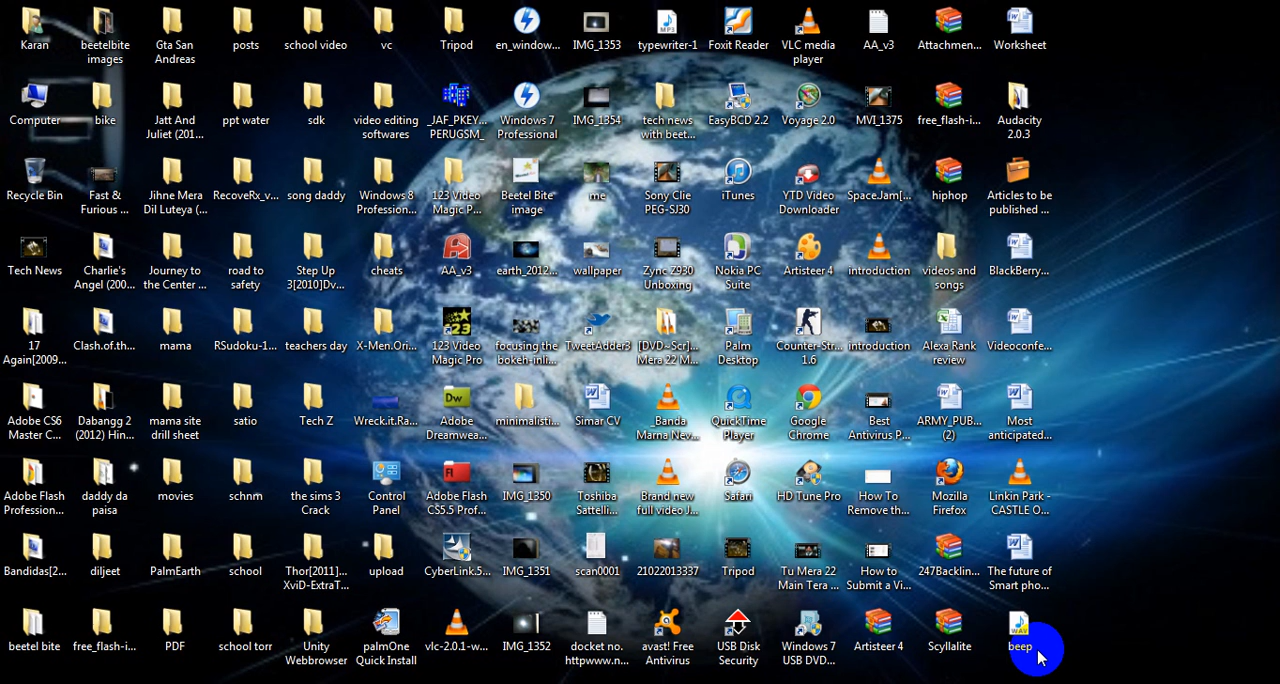 Karan
beetelbite images
Gta San Andreas
posts
school video
vc
Tripod
en_window...
IMG_1353
typewriter-1
Foxit Reader
VLC media player
AA_v3
Attachmen...
Worksheet
Computer
bike
Jatt And Juliet (201...
ppt water
sdk
video editing softwares
_JAF_PKEY... PERUGSM_
Windows 7 Professional
IMG_1354
tech news with beet...
EasyBCD 2.2
Voyage 2.0
MVI_1375
free_flash-i...
Audacity 2.0.3
Recycle Bin
Fast & Furious ...
Jihne Mera Dil Luteya (...
RecoveRx_v...
song daddy
Windows 8 Profession...
123 Video Magic P...
Beetel Bite image
me
Sony Clie PEG-SJ30
iTunes
YTD Video Downloader
SpaceJam[...
hiphop
Articles to be published ...
Tech News
Charlie's Angel (200...
Journey to the Center ...
road to safety
Step Up 3[2010]Dv...
cheats
AA_v3
earth_2012...
wallpaper
Zync Z930 Unboxing
Nokia PC Suite
Artisteer 4
introduction
videos and songs
BlackBerry...
17 Again[2009...
Clash.of.th...
mama
RSudoku-1...
teachers day
X-Men.Ori...
123 Video Magic Pro
focusing the bokeh-inli...
TweetAdder3
[DVD~Scr]... Mera 22 M...
Palm Desktop
Counter-Str... 1.6
introduction
Alexa Rank review
Videoconfe...
Adobe CS6 Master C...
Dabangg 2 (2012) Hin...
mama site drill sheet
satio
Tech Z
Wreck.it.Ra...
Adobe Dreamwea...
minimalisti...
Simar CV
_Banda Marna Nev...
QuickTime Player
Google Chrome
Best Antivirus P...
ARMY_PUB... (2)
Most anticipated...
Adobe Flash Profession...
daddy da paisa
movies
schnm
the sims 3 Crack
Control Panel
Adobe Flash CS5.5 Prof...
IMG_1350
Toshiba Sattelli...
Brand new full video J...
Safari
HD Tune Pro
How To Remove th...
Mozilla Firefox
Linkin Park - CASTLE O...
Bandidas[2...
diljeet
PalmEarth
school
Thor[2011]... XviD-ExtraT...
upload
CyberLink.5...
IMG_1351
scan0001
21022013337
Tripod
Tu Mera 22 Main Tera ...
How to Submit a Vi...
247Backlin...
The future of Smart pho...
beetel bite
free_flash-i...
PDF
school torr
Unity Webbrowser
palmOne Quick Install
vlc-2.0.1-w...
IMG_1352
docket no. httpwww.n...
avast! Free Antivirus
USB Disk Security
Windows 7 USB DVD...
Artisteer 4
Scyllalite
beep